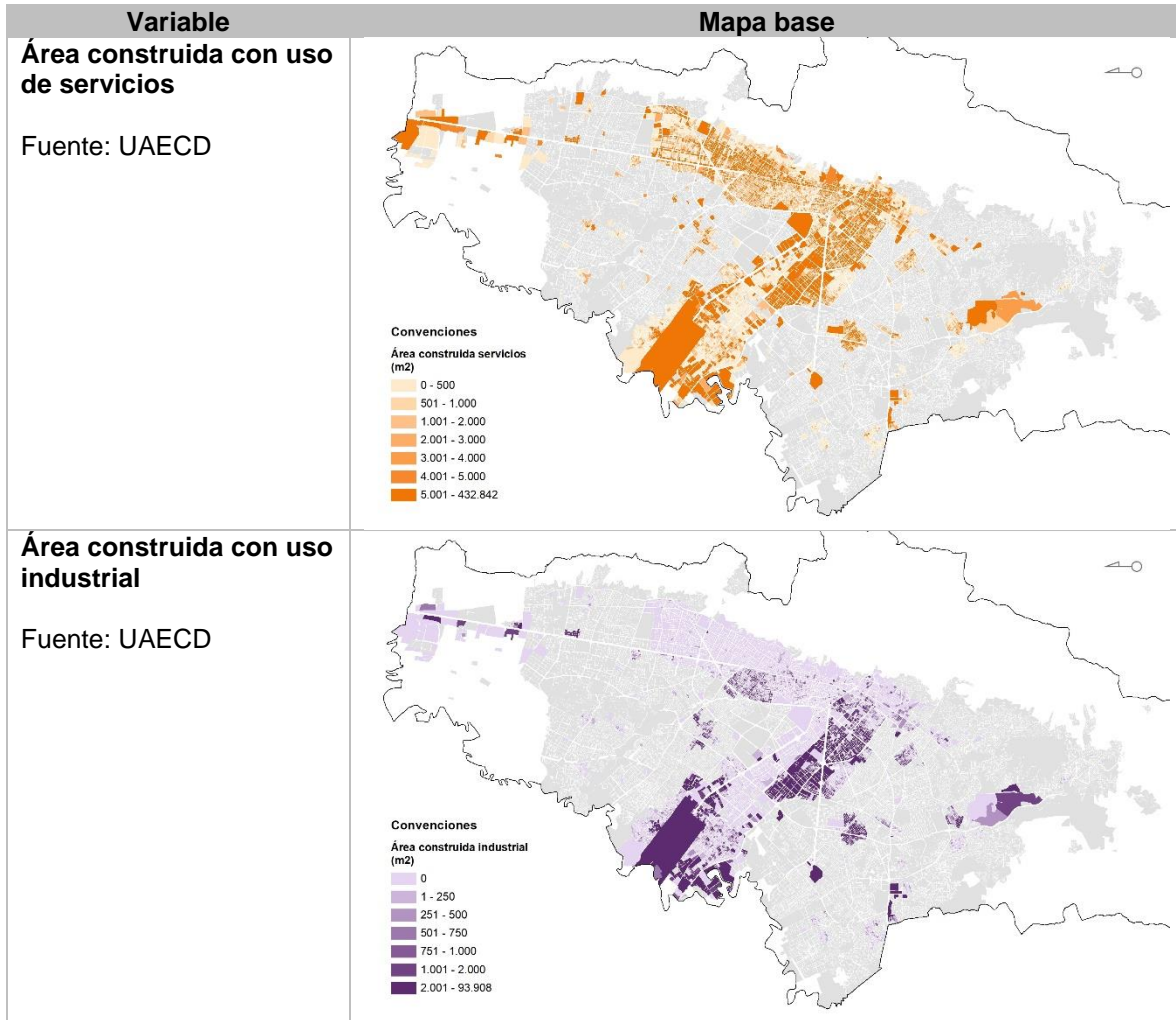 Variable
Mapa base
Área construida con uso
de servicios
Fuente: UAECD
Convenciones
Área construida servicios
(m2)
0 - 500
501 - 1.000
1.001 - 2.000
2.001 - 3.000
3.001 - 4.000
4.001 - 5.000
5.001 - 432.842
Área construida con uso
industrial
Fuente: UAECD
Convenciones
Área construida industrial
(m2)
0
1 - 250
251 - 500
501 - 750
751 - 1.000
1.001 - 2.000
2.001 - 93.908